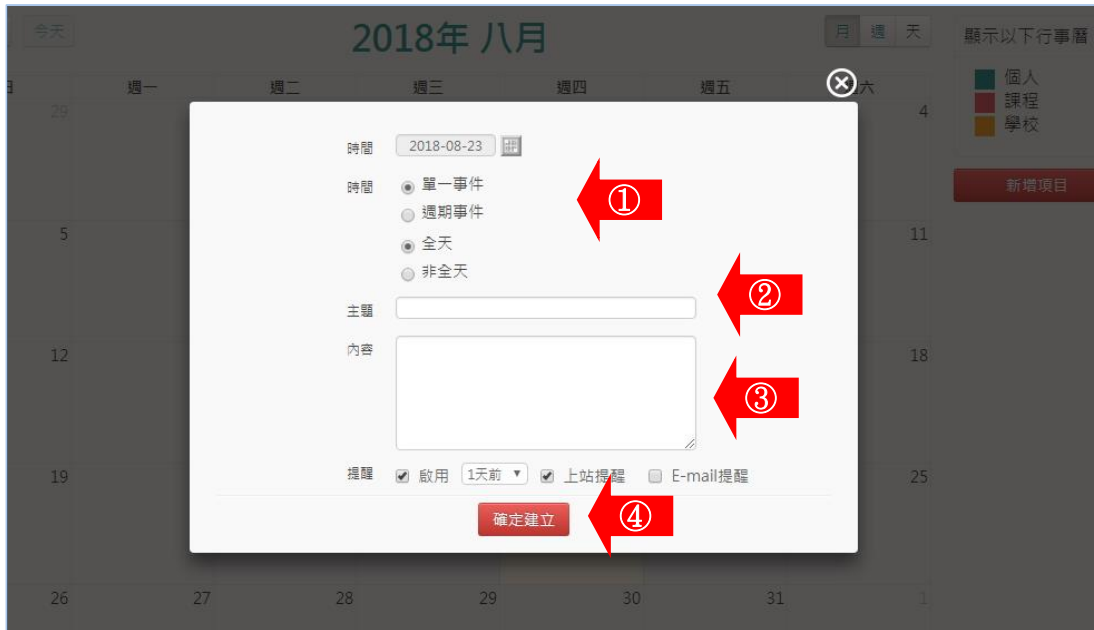 今天
2018年 八月
月 週 天
顯示以下行事曆
日 週一 週二 週三 週四 週五 六
個人
課程
學校
新增項目
29 4
時間 2018-08-23
時間 單一事件 ①
週期事件
全天
非全天
5 11
②
主題
內容
12 18
③
19 25
提醒 啟用 1天前 上站提醒 E-mail提醒
確定建立 ④
26 27 28 29 30 31 1